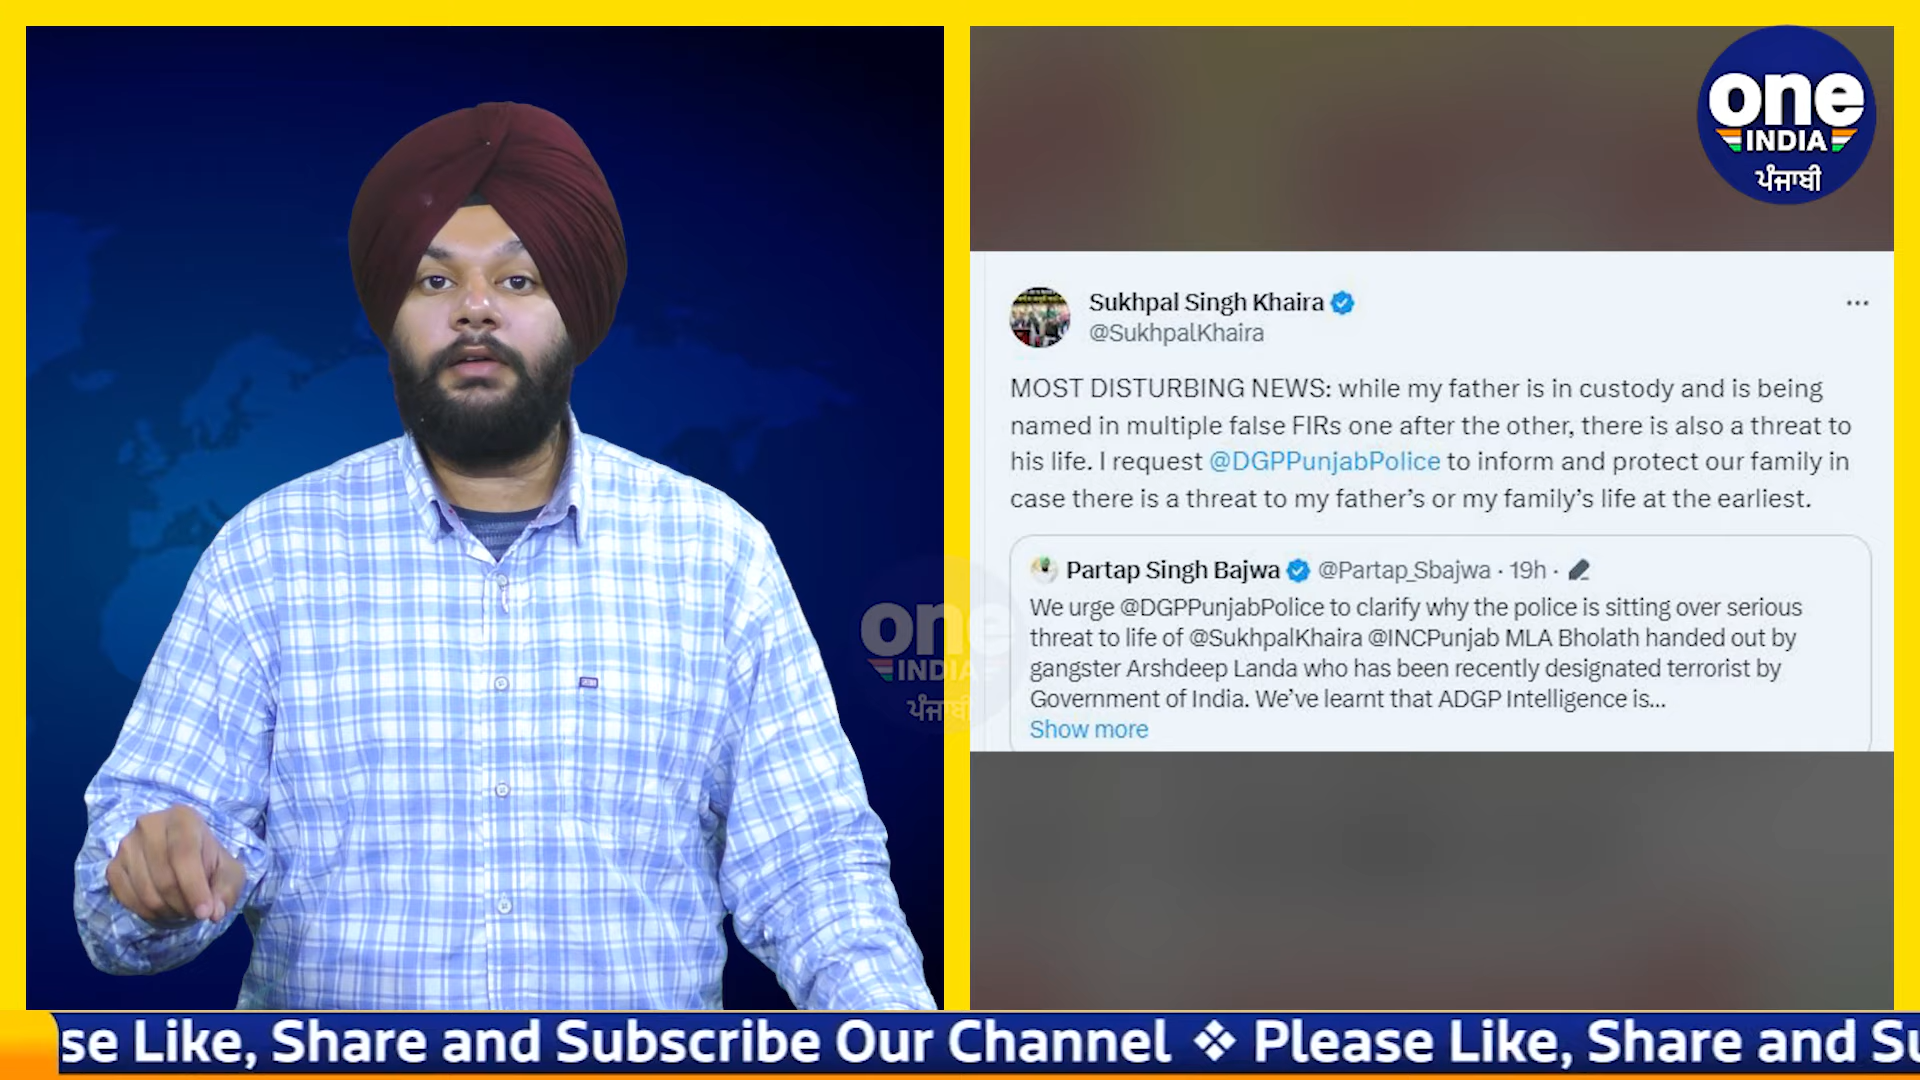 one
INDIA
ਪੰਜਾਬੀ
Sukhpal Singh Khaira
@SukhpalKhaira
MOST DISTURBING NEWS: while my father is in custody and is being
named in multiple false FIRs one after the other, there is also a threat to
his life. I request @DGPPunjabPolice to inform and protect our family in
case there is a threat to my father’s or my family’s life at the earliest.
Partap Singh Bajwa @Partap_Sbajwa · 19h ·
We urge @DGPPunjabPolice to clarify why the police is sitting over serious
threat to life of @SukhpalKhaira @INCPunjab MLA Bholath handed out by
gangster Arshdeep Landa who has been recently designated terrorist by
Government of India. We’ve learnt that ADGP Intelligence is...
Show more
one
INDIA
ਪੰਜਾਬੀ
se Like, Share and Subscribe Our Channel ❖ Please Like, Share and Su